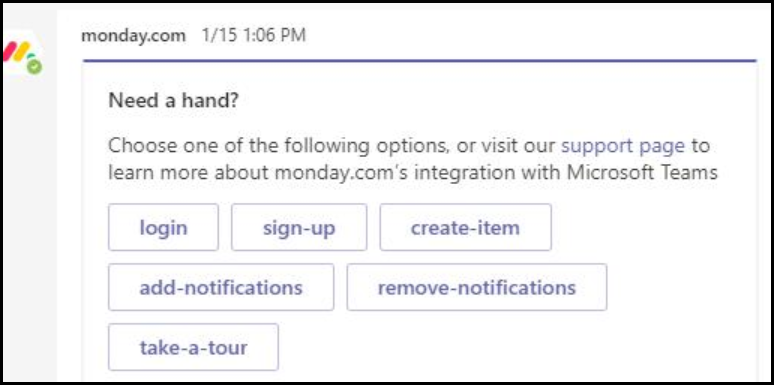 monday.com 1/15 1:06 PM
Need a hand?
Choose one of the following options, or visit our support page to
learn more about monday.com's integration with Microsoft Teams
login sign-up create-item
add-notifications remove-notifications
take-a-tour